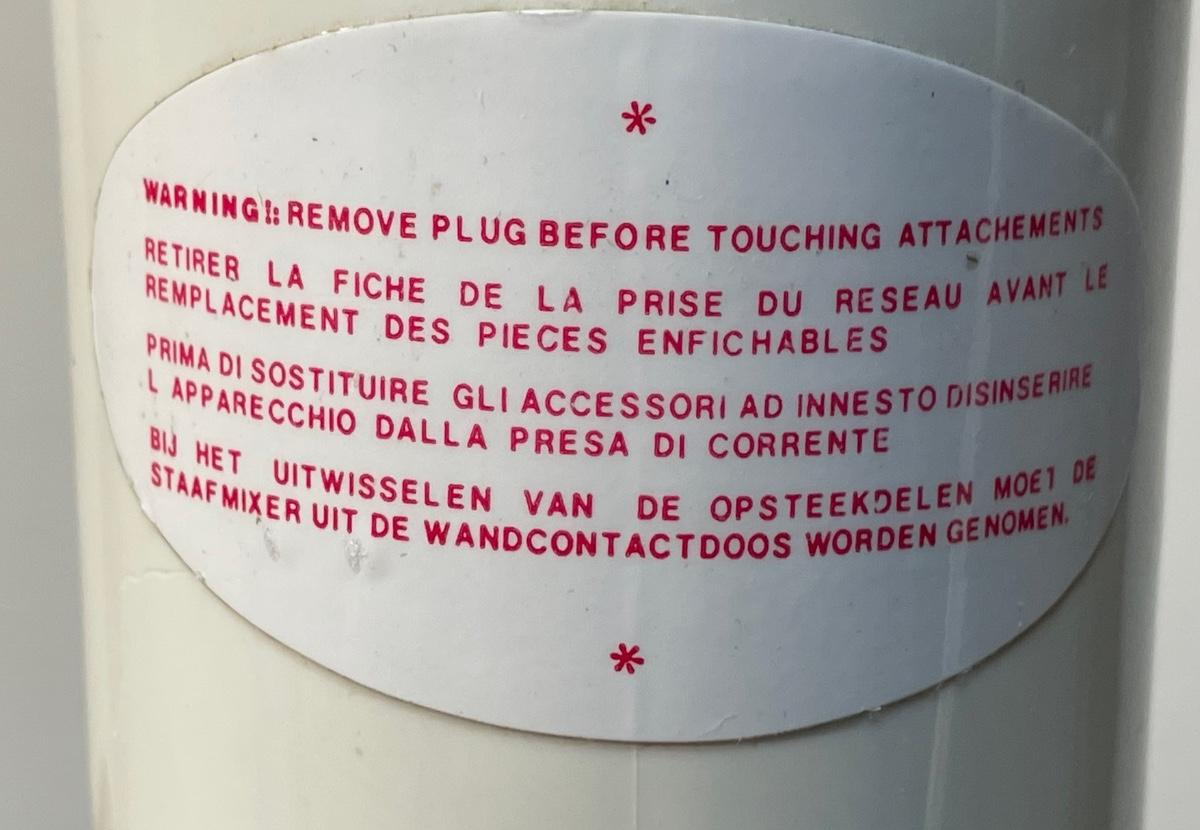 *
WARNING!: REMOVE PLUG BEFORE TOUCHING ATTACHEMENTS
RETIRER LA FICHE DE LA PRISE DU RESEAU AVANT LE
REMPLACEMENT DES PIECES ENFICHABLES
PRIMA DI SOSTITUIRE GLI ACCESSORI AD INNESTO DISINSERIRE
L APPARECCHIO DALLA PRESA DI CORRENTE
BIJ HET UITWISSELEN VAN DE OPSTEEKDELEN MOET DE
STAAFMIXER UIT DE WANDCONTACTDOOS WORDEN GENOMEN.
*